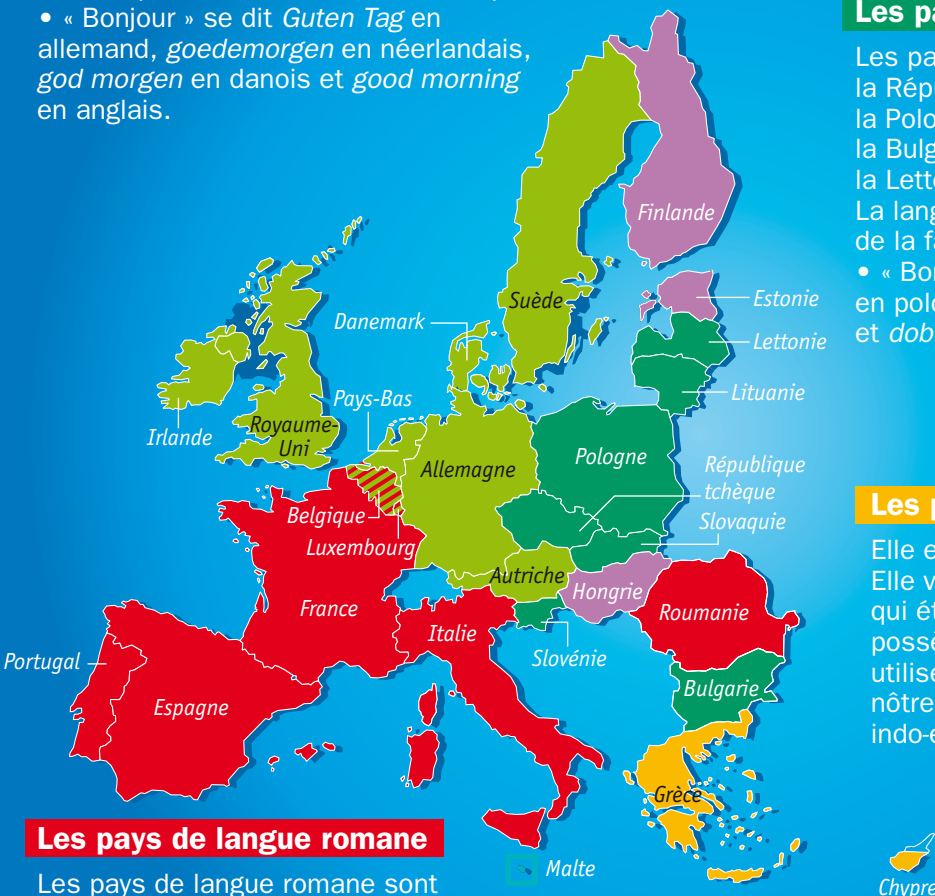 • « Bonjour » se dit Guten Tag en
allemand, goedemorgen en néerlandais,
god morgen en danois et good morning
en anglais.
Les pa
Les pa
la Répu
la Polo
la Bulg
la Letto
La lang
de la fa
• « Bon
en polo
et dob
Finlande
Suède
Estonie
Danemark
Lettonie
Lituanie
Pays-Bas
Irlande
Royaume-
Uni
Allemagne
Pologne
République
tchèque
Slovaquie
Belgique
Luxembourg
Autriche
Hongrie
France
Italie
Roumanie
Slovénie
Portugal
Espagne
Bulgarie
Grèce
Malte
Chypre
Les p
Elle e
Elle v
qui ét
possé
utilise
nôtre
indo-e
Les pays de langue romane
Les pays de langue romane sont